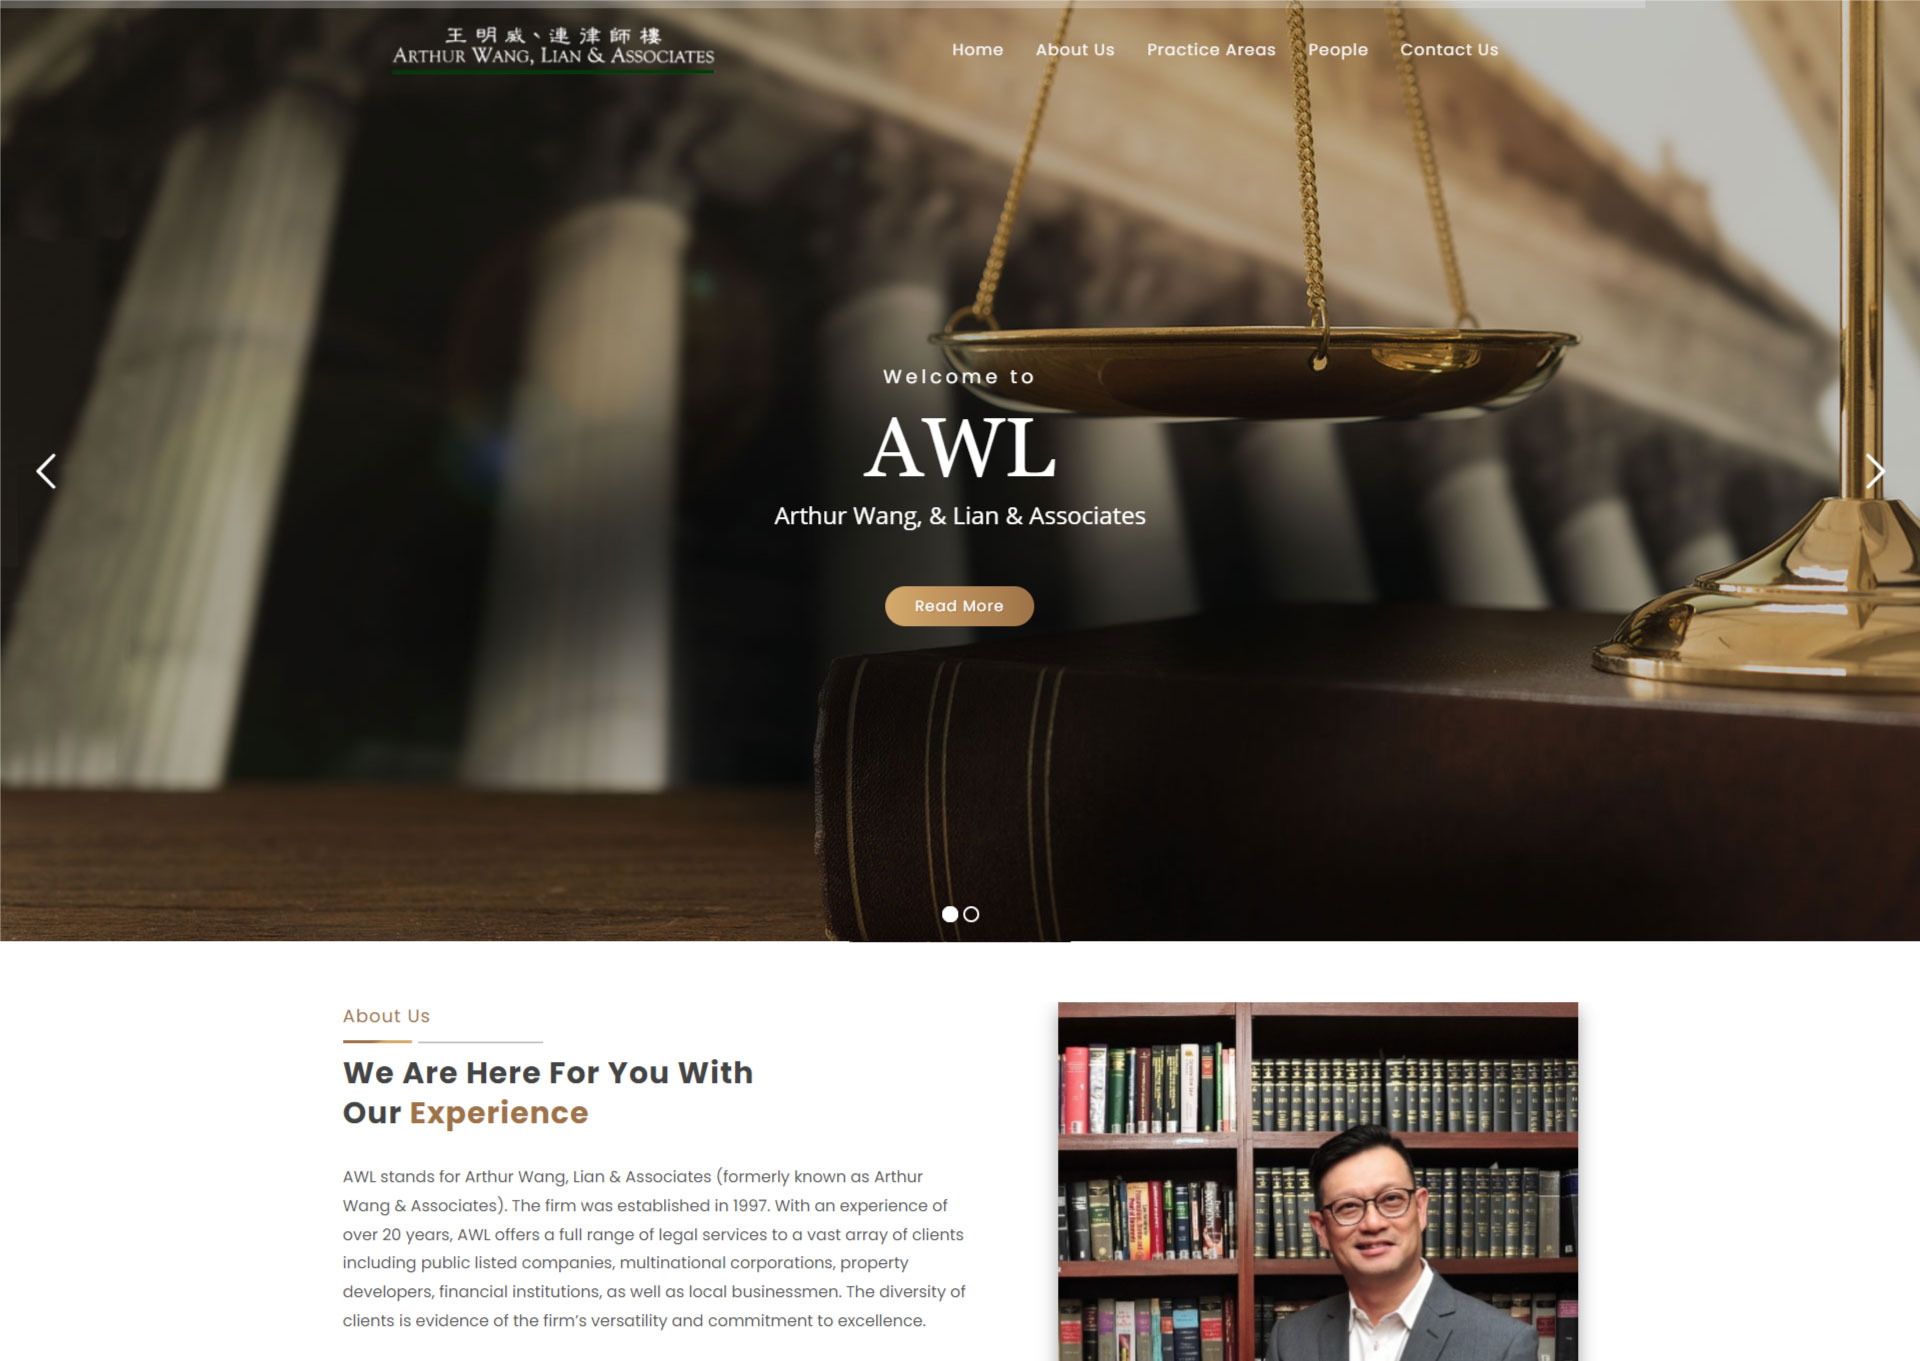 王明威、連律師樓
ARTHUR WANG, LIAN & ASSOCIATES
Home About Us Practice Areas People Contact Us
Welcome to
AWL
Arthur Wang, & Lian & Associates
Read More
About Us
We Are Here For You With
Our Experience
AWL stands for Arthur Wang, Lian & Associates (formerly known as Arthur
Wang & Associates). The firm was established in 1997. With an experience of
over 20 years, AWL offers a full range of legal services to a vast array of clients
including public listed companies, multinational corporations, property
developers, financial institutions, as well as local businessmen. The diversity of
clients is evidence of the firm’s versatility and commitment to excellence.